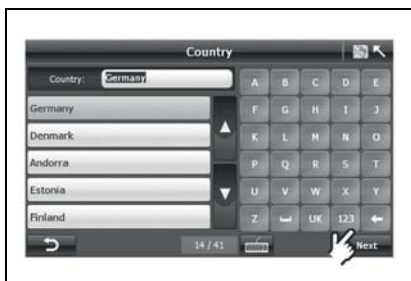 Country
Country: Germany
A B C D E
Germany
F G H I J
Denmark
K L M N O
Andorra
P Q R S T
Estonia
U V W X Y
Finland
Z UK 123
14 / 41
Next